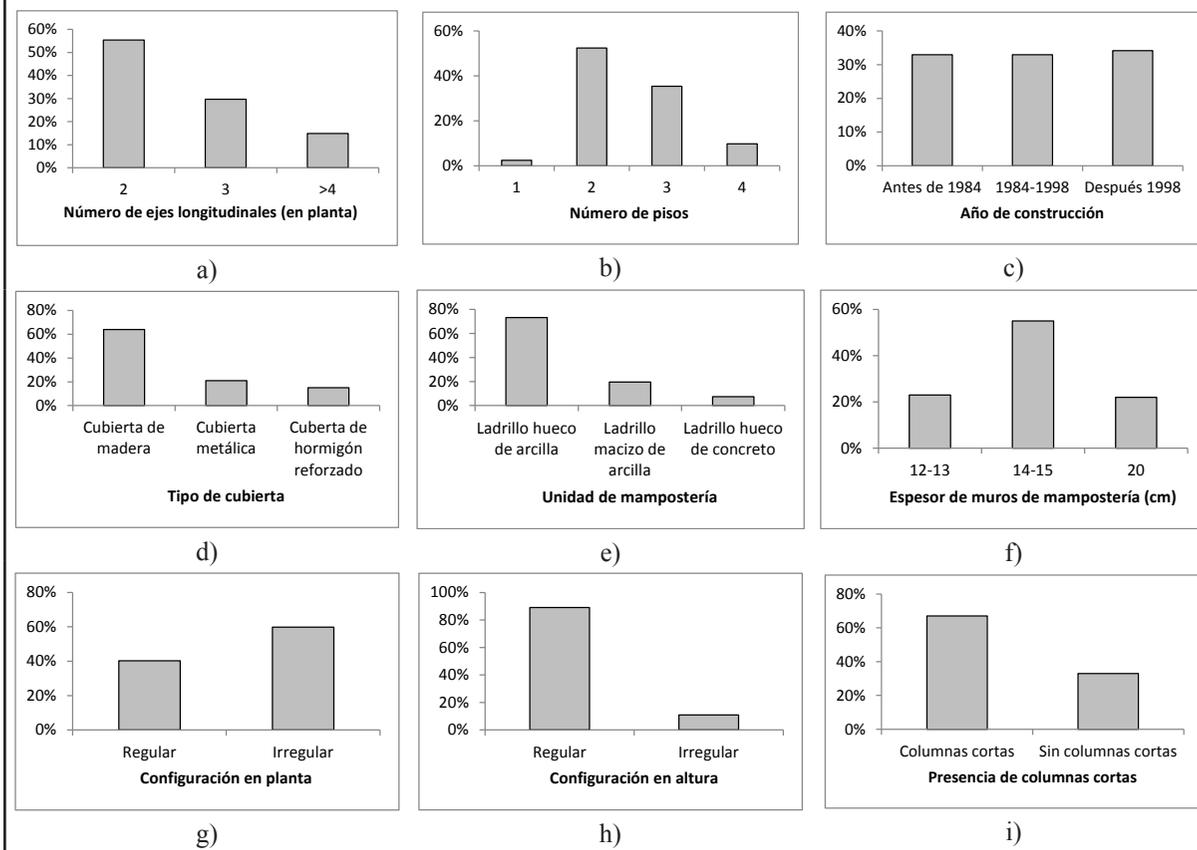 60%
50%
40%
30%
20%
10%
0%
2 3 >4
Número de ejes longitudinales (en planta)
a)
60%
40%
20%
0%
1 2 3 4
Número de pisos
b)
40%
30%
20%
10%
0%
Antes de 1984 1984-1998 Después 1998
Año de construcción
c)
80%
60%
40%
20%
0%
Cubierta de madera Cubierta metálica Cuberta de hormigón reforzado
Tipo de cubierta
d)
80%
60%
40%
20%
0%
Ladrillo hueco de arcilla Ladrillo macizo de arcilla Ladrillo hueco de concreto
Unidad de mampostería
e)
60%
40%
20%
0%
12-13 14-15 20
Espesor de muros de mampostería (cm)
f)
80%
60%
40%
20%
0%
Regular Irregular
Configuración en planta
g)
100%
80%
60%
40%
20%
0%
Regular Irregular
Configuración en altura
h)
80%
60%
40%
20%
0%
Columnas cortas Sin columnas cortas
Presencia de columnas cortas
i)